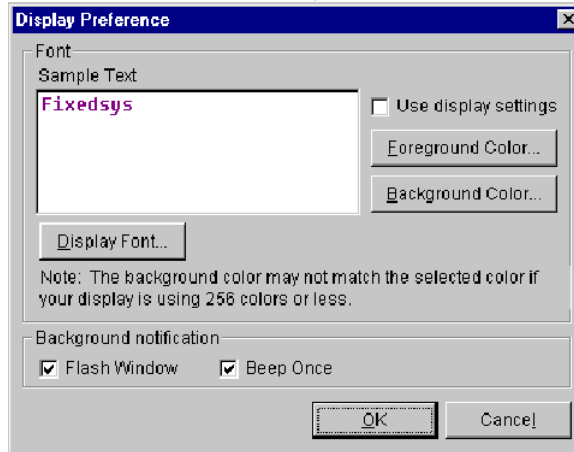 Display Preference
Font
Sample Text
Fixedsys
Use display settings
Foreground Color...
Background Color...
Display Font...
Note: The background color may not match the selected color if
your display is using 256 colors or less.
Background notification
Flash Window
Beep Once
OK
Cancel